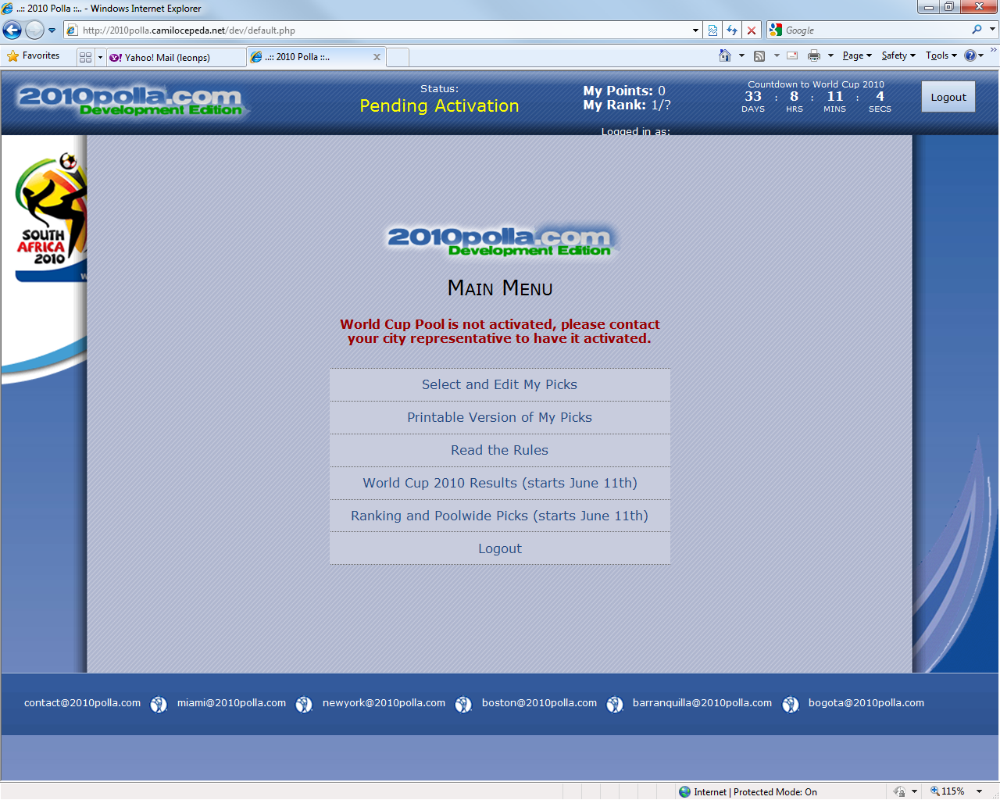 ..:: 2010 Polla ::.. - Windows Internet Explorer
http://2010polla.camilocepeda.net/dev/default.php
Google
Favorites
Yahoo! Mail (leonps)
..:: 2010 Polla ::..
Page
Safety
Tools
2010polla.com
Development Edition
Status:
Pending Activation
My Points: 0
My Rank: 1/?
Logged in as:
Countdown to World Cup 2010
33 : 8 : 11 : 4
DAYS HRS MINS SECS
Logout
SOUTH
AFRICA
2010
W
2010polla.com
Development Edition
Main Menu
World Cup Pool is not activated, please contact
your city representative to have it activated.
Select and Edit My Picks
Printable Version of My Picks
Read the Rules
World Cup 2010 Results (starts June 11th)
Ranking and Poolwide Picks (starts June 11th)
Logout
contact@2010polla.com miami@2010polla.com newyork@2010polla.com boston@2010polla.com barranquilla@2010polla.com bogota@2010polla.com
Internet | Protected Mode: On
115%